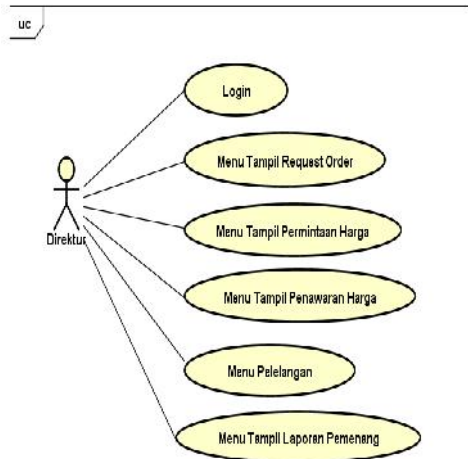 uc
Login
Menu Tampil Request Order
Direktur
Menu Tampil Permintaan Harga
Menu Tampil Penawaran Harga
Menu Pelelangan
Menu Tampil Laporan Pemenang